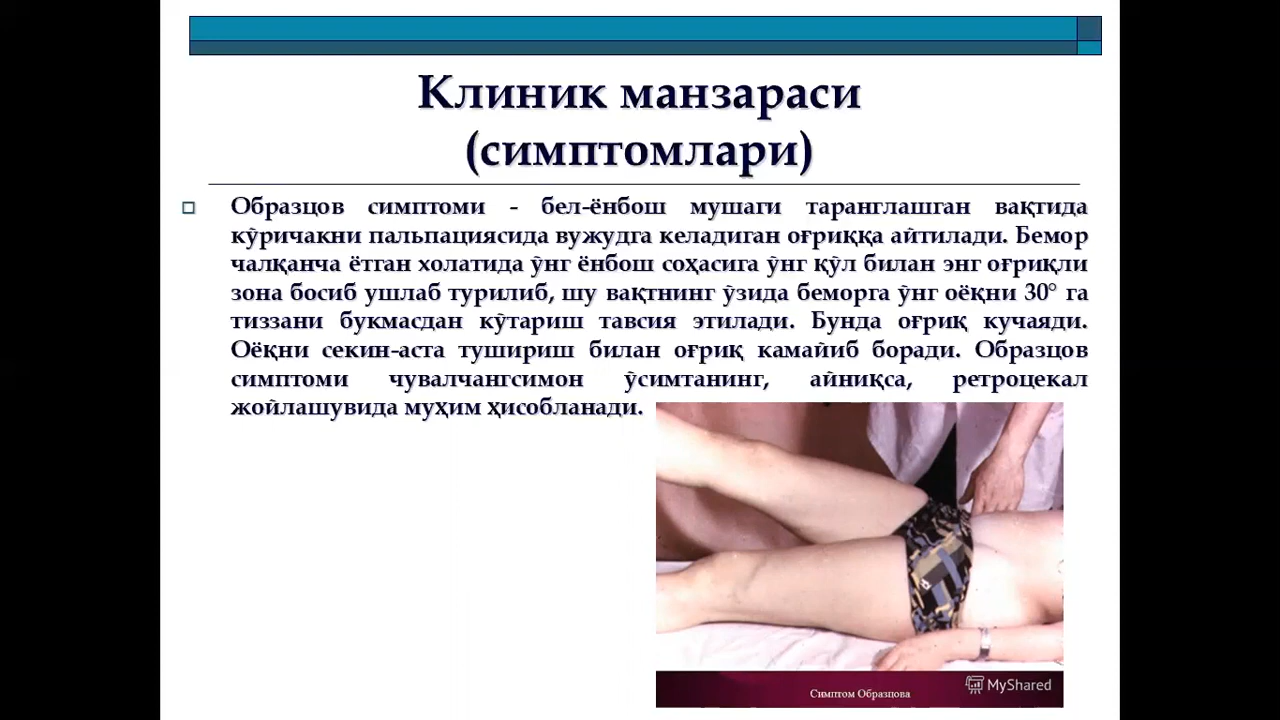 Клиник манзараси
(симптомлари)
Образцов симптоми - бел-ёнбош мушаги таранглашган вақтида
кўричакни пальпациясида вужудга келадиган оғриққа айтилади. Бемор
чалқанча ётган холатида ўнг ёнбош соҳасига ўнг қўл билан энг оғриқли
зона босиб ушлаб турилиб, шу вақтнинг ўзида беморга ўнг оёқни 30° га
тиззани букмасдан кўтариш тавсия этилади. Бунда оғриқ кучаяди.
Оёқни секин-аста тушириш билан оғриқ камайиб боради. Образцов
симптоми чувалчангсимон ўсимтанинг, айниқса, ретроцекал
жойлашувида муҳим ҳисобланади.
Симптом Образцова
MyShared